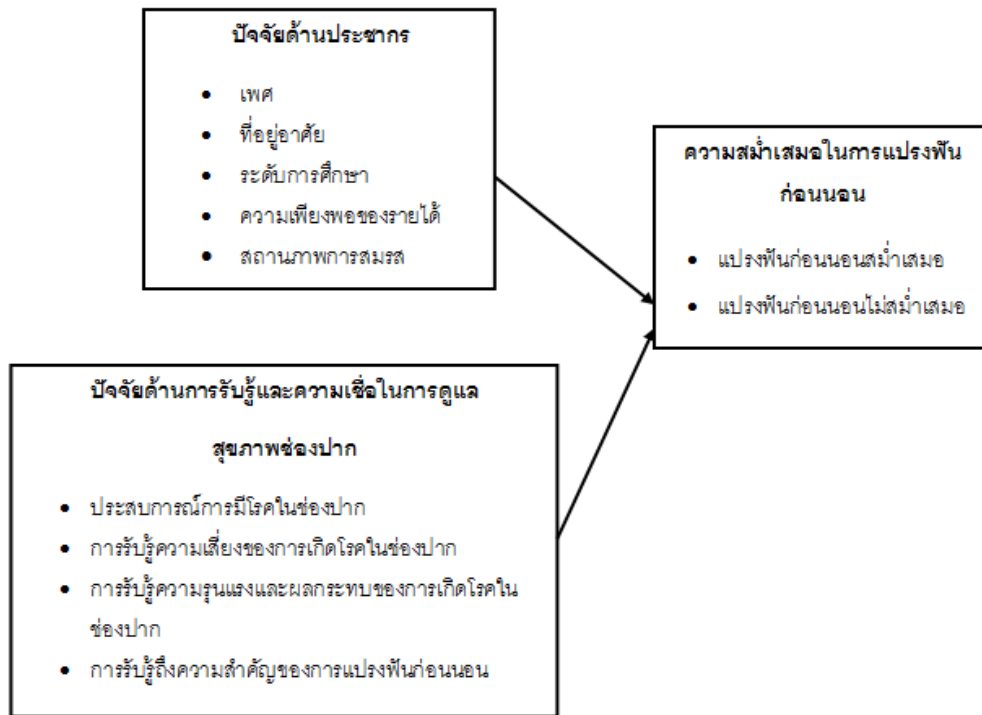 ปัจจัยด้านประชากร
• เพศ
• ที่อยู่อาศัย
• ระดับการศึกษา
• ความเพียงพอของรายได้
• สถานภาพการสมรส
ความสม่ำเสมอในการแปรงฟัน
ก่อนนอน
• แปรงฟันก่อนนอนสม่ำเสมอ
• แปรงฟันก่อนนอนไม่สม่ำเสมอ
ปัจจัยด้านการรับรู้และความเชื่อในการดูแล
สุขภาพช่องปาก
• ประสบการณ์การมีโรคในช่องปาก
• การรับรู้ความเสี่ยงของการเกิดโรคในช่องปาก
• การรับรู้ความรุนแรงและผลกระทบของการเกิดโรคใน
ช่องปาก
• การรับรู้ถึงความสำคัญของการแปรงฟันก่อนนอน